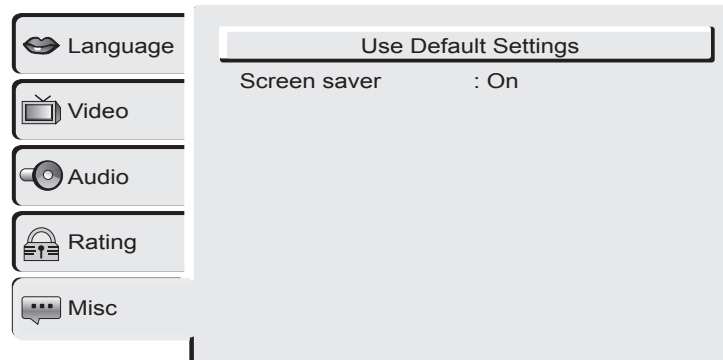 Language
Video
Audio
Rating
Misc
Use Default Settings
Screen saver : On